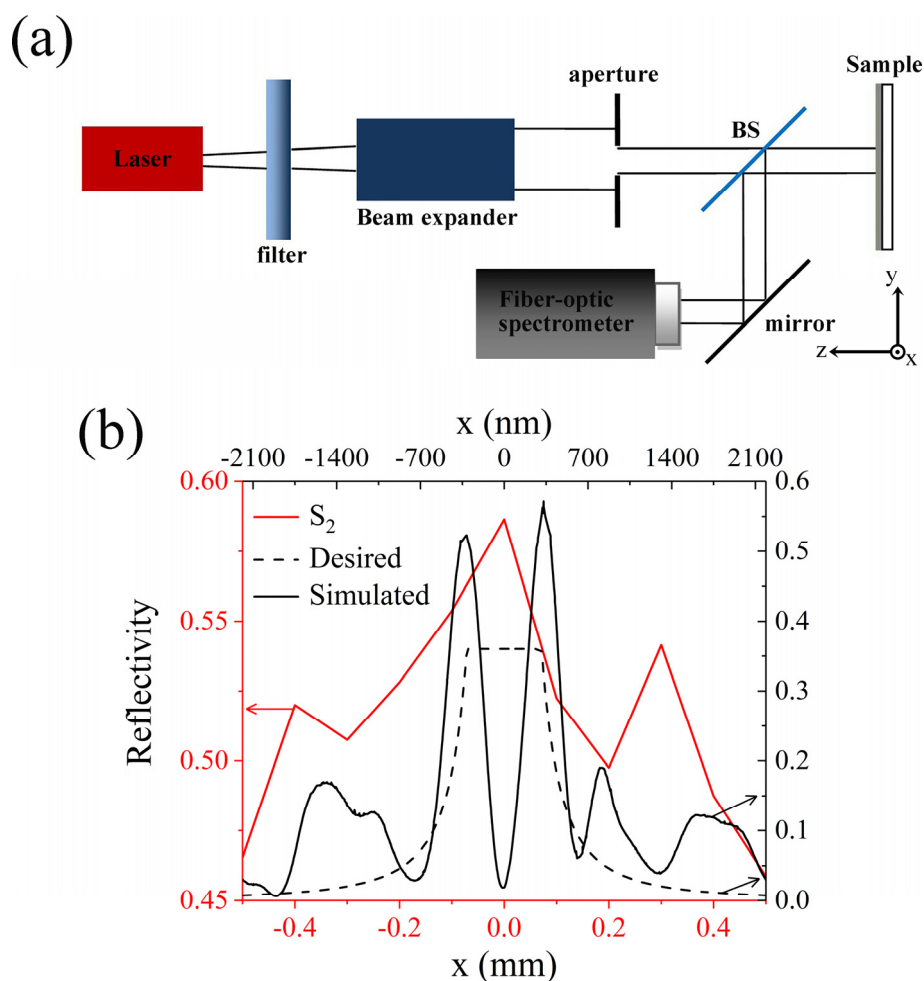 (a)
aperture
Sample
BS
Laser
Beam expander
filter
Fiber-optic
spectrometer
mirror
y
z
x
(b)
x (nm)
-2100 -1400 -700 0 700 1400 2100
0.60
0.55
0.50
0.45
Reflectivity
S₂
Desired
Simulated
0.6
0.5
0.4
0.3
0.2
0.1
0.0
-0.4 -0.2 0.0 0.2 0.4
x (mm)